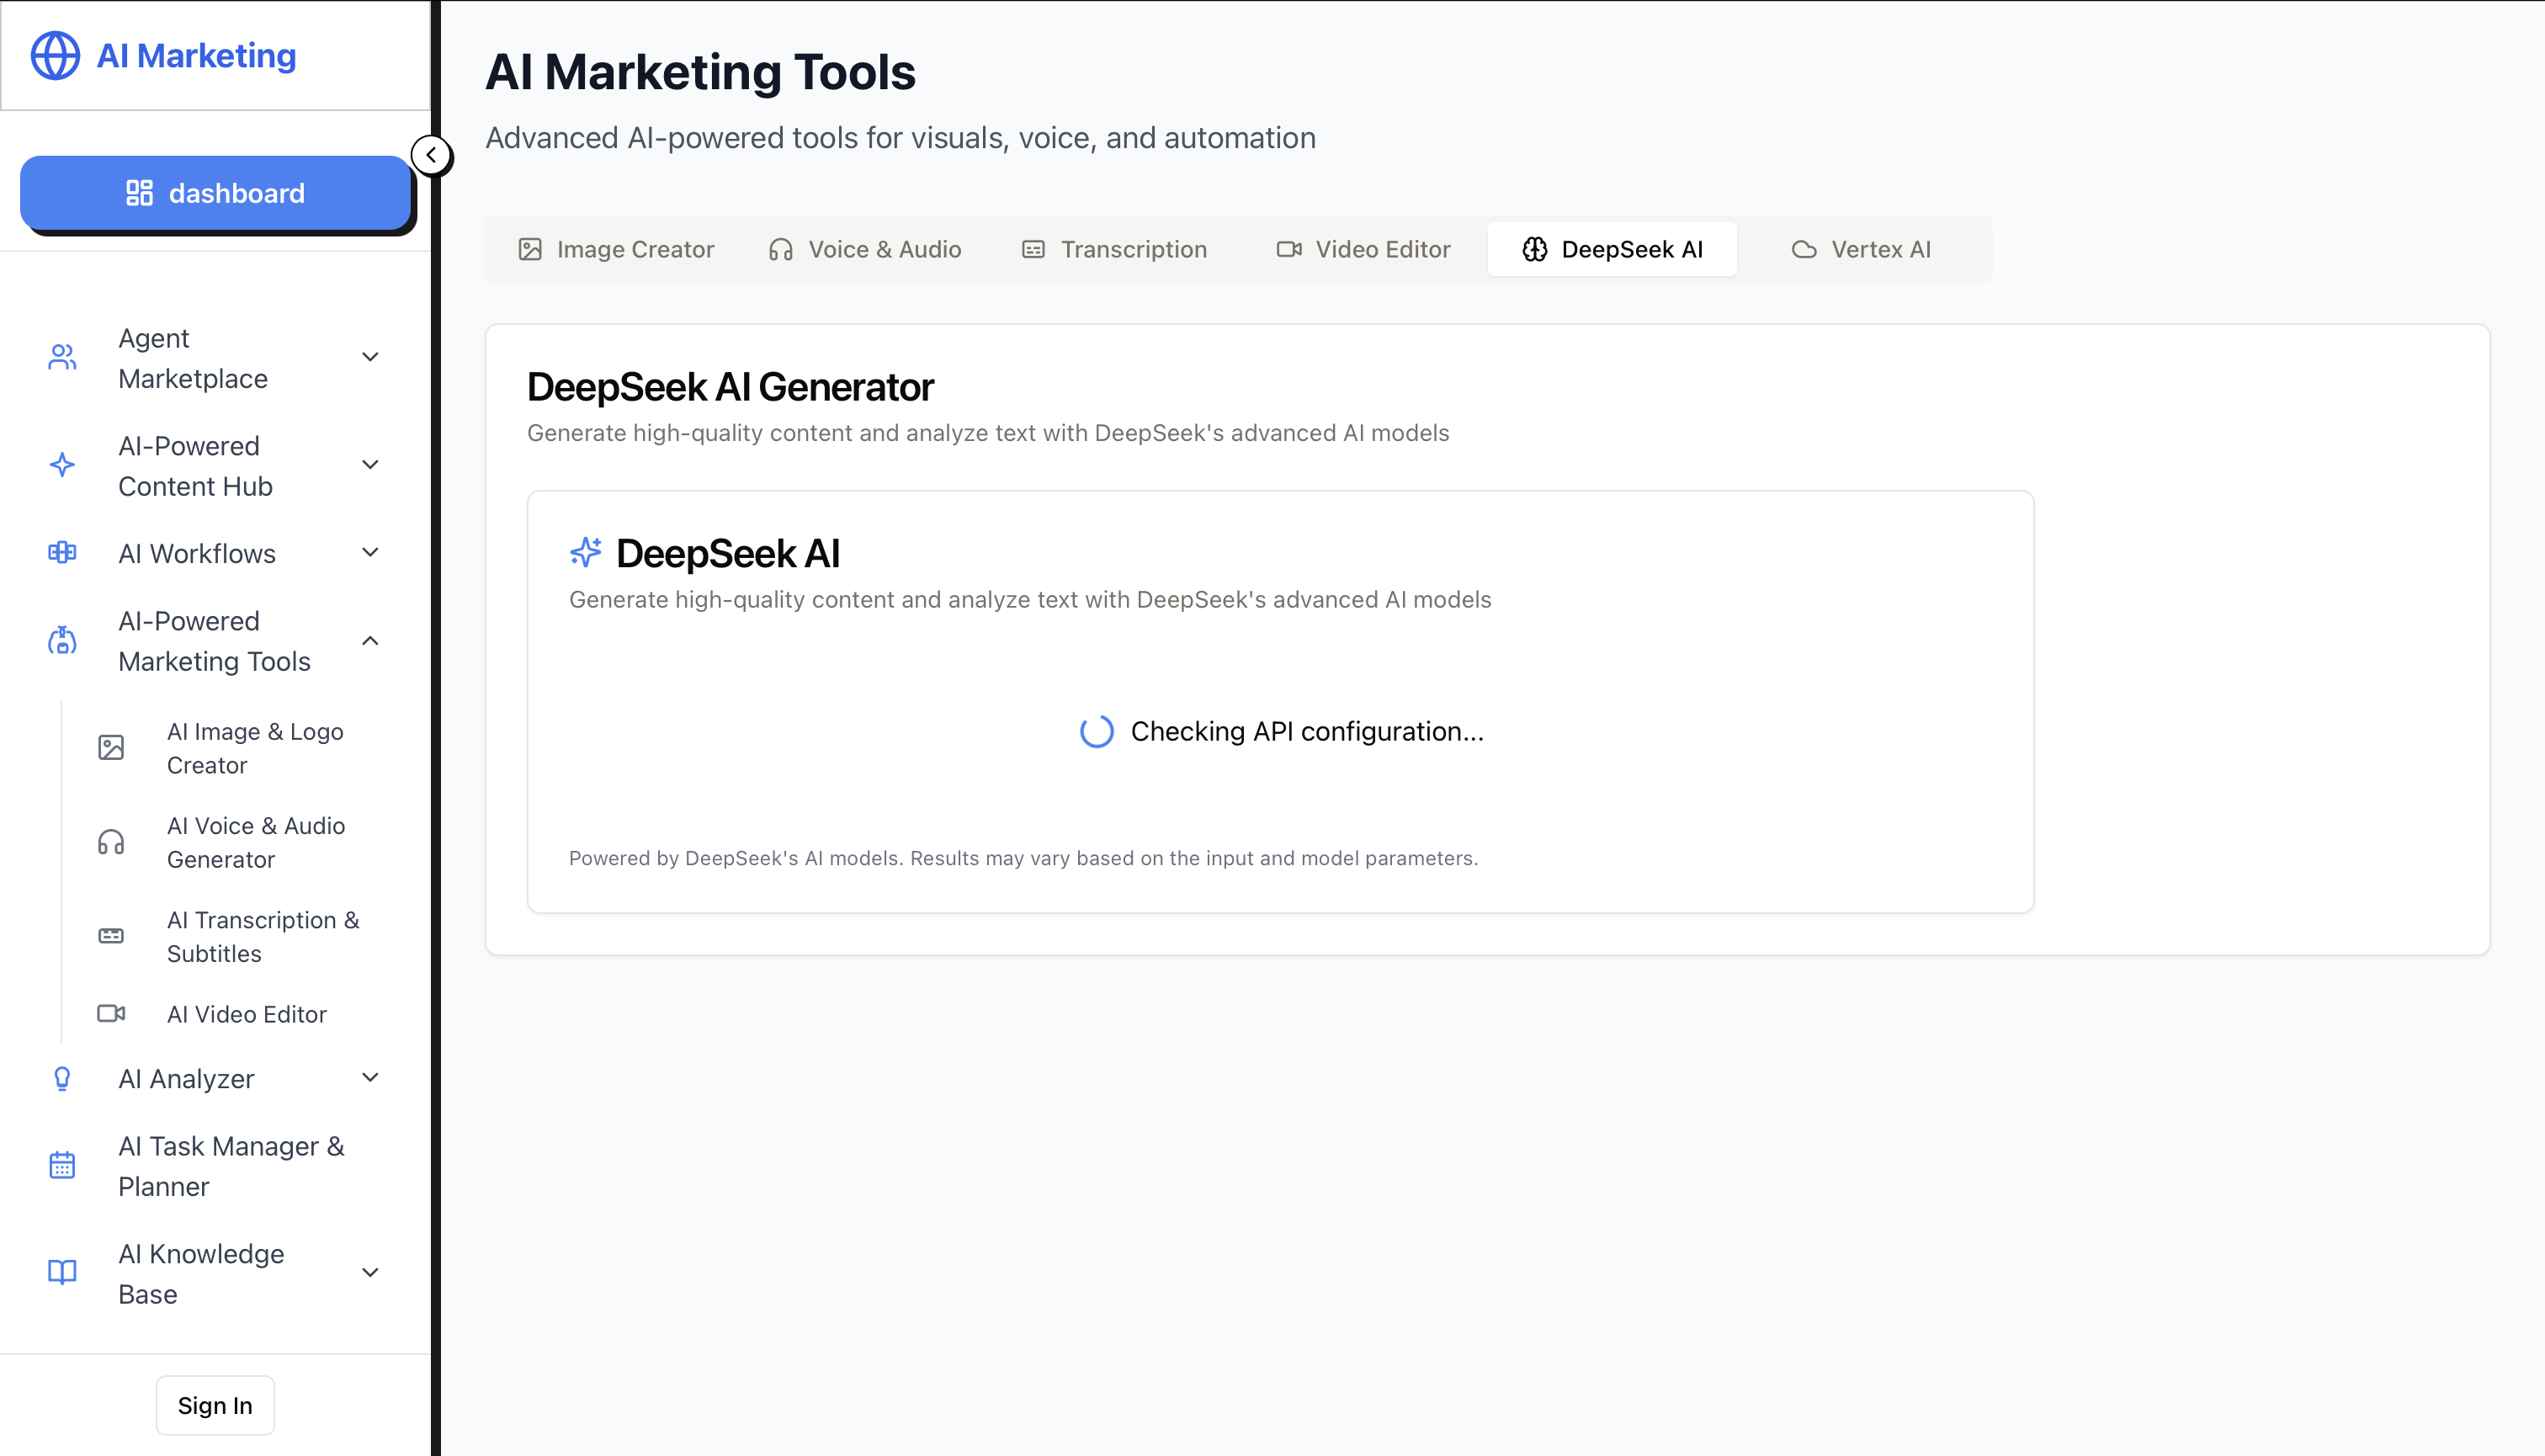 AI Marketing
dashboard
Agent
Marketplace
AI-Powered
Content Hub
AI Workflows
AI-Powered
Marketing Tools
AI Image & Logo
Creator
AI Voice & Audio
Generator
AI Transcription &
Subtitles
AI Video Editor
AI Analyzer
AI Task Manager &
Planner
AI Knowledge
Base
Sign In
AI Marketing Tools
Advanced AI-powered tools for visuals, voice, and automation
Image Creator
Voice & Audio
Transcription
Video Editor
DeepSeek AI
Vertex AI
DeepSeek AI Generator
Generate high-quality content and analyze text with DeepSeek's advanced AI models
DeepSeek AI
Generate high-quality content and analyze text with DeepSeek's advanced AI models
Checking API configuration...
Powered by DeepSeek's AI models. Results may vary based on the input and model parameters.